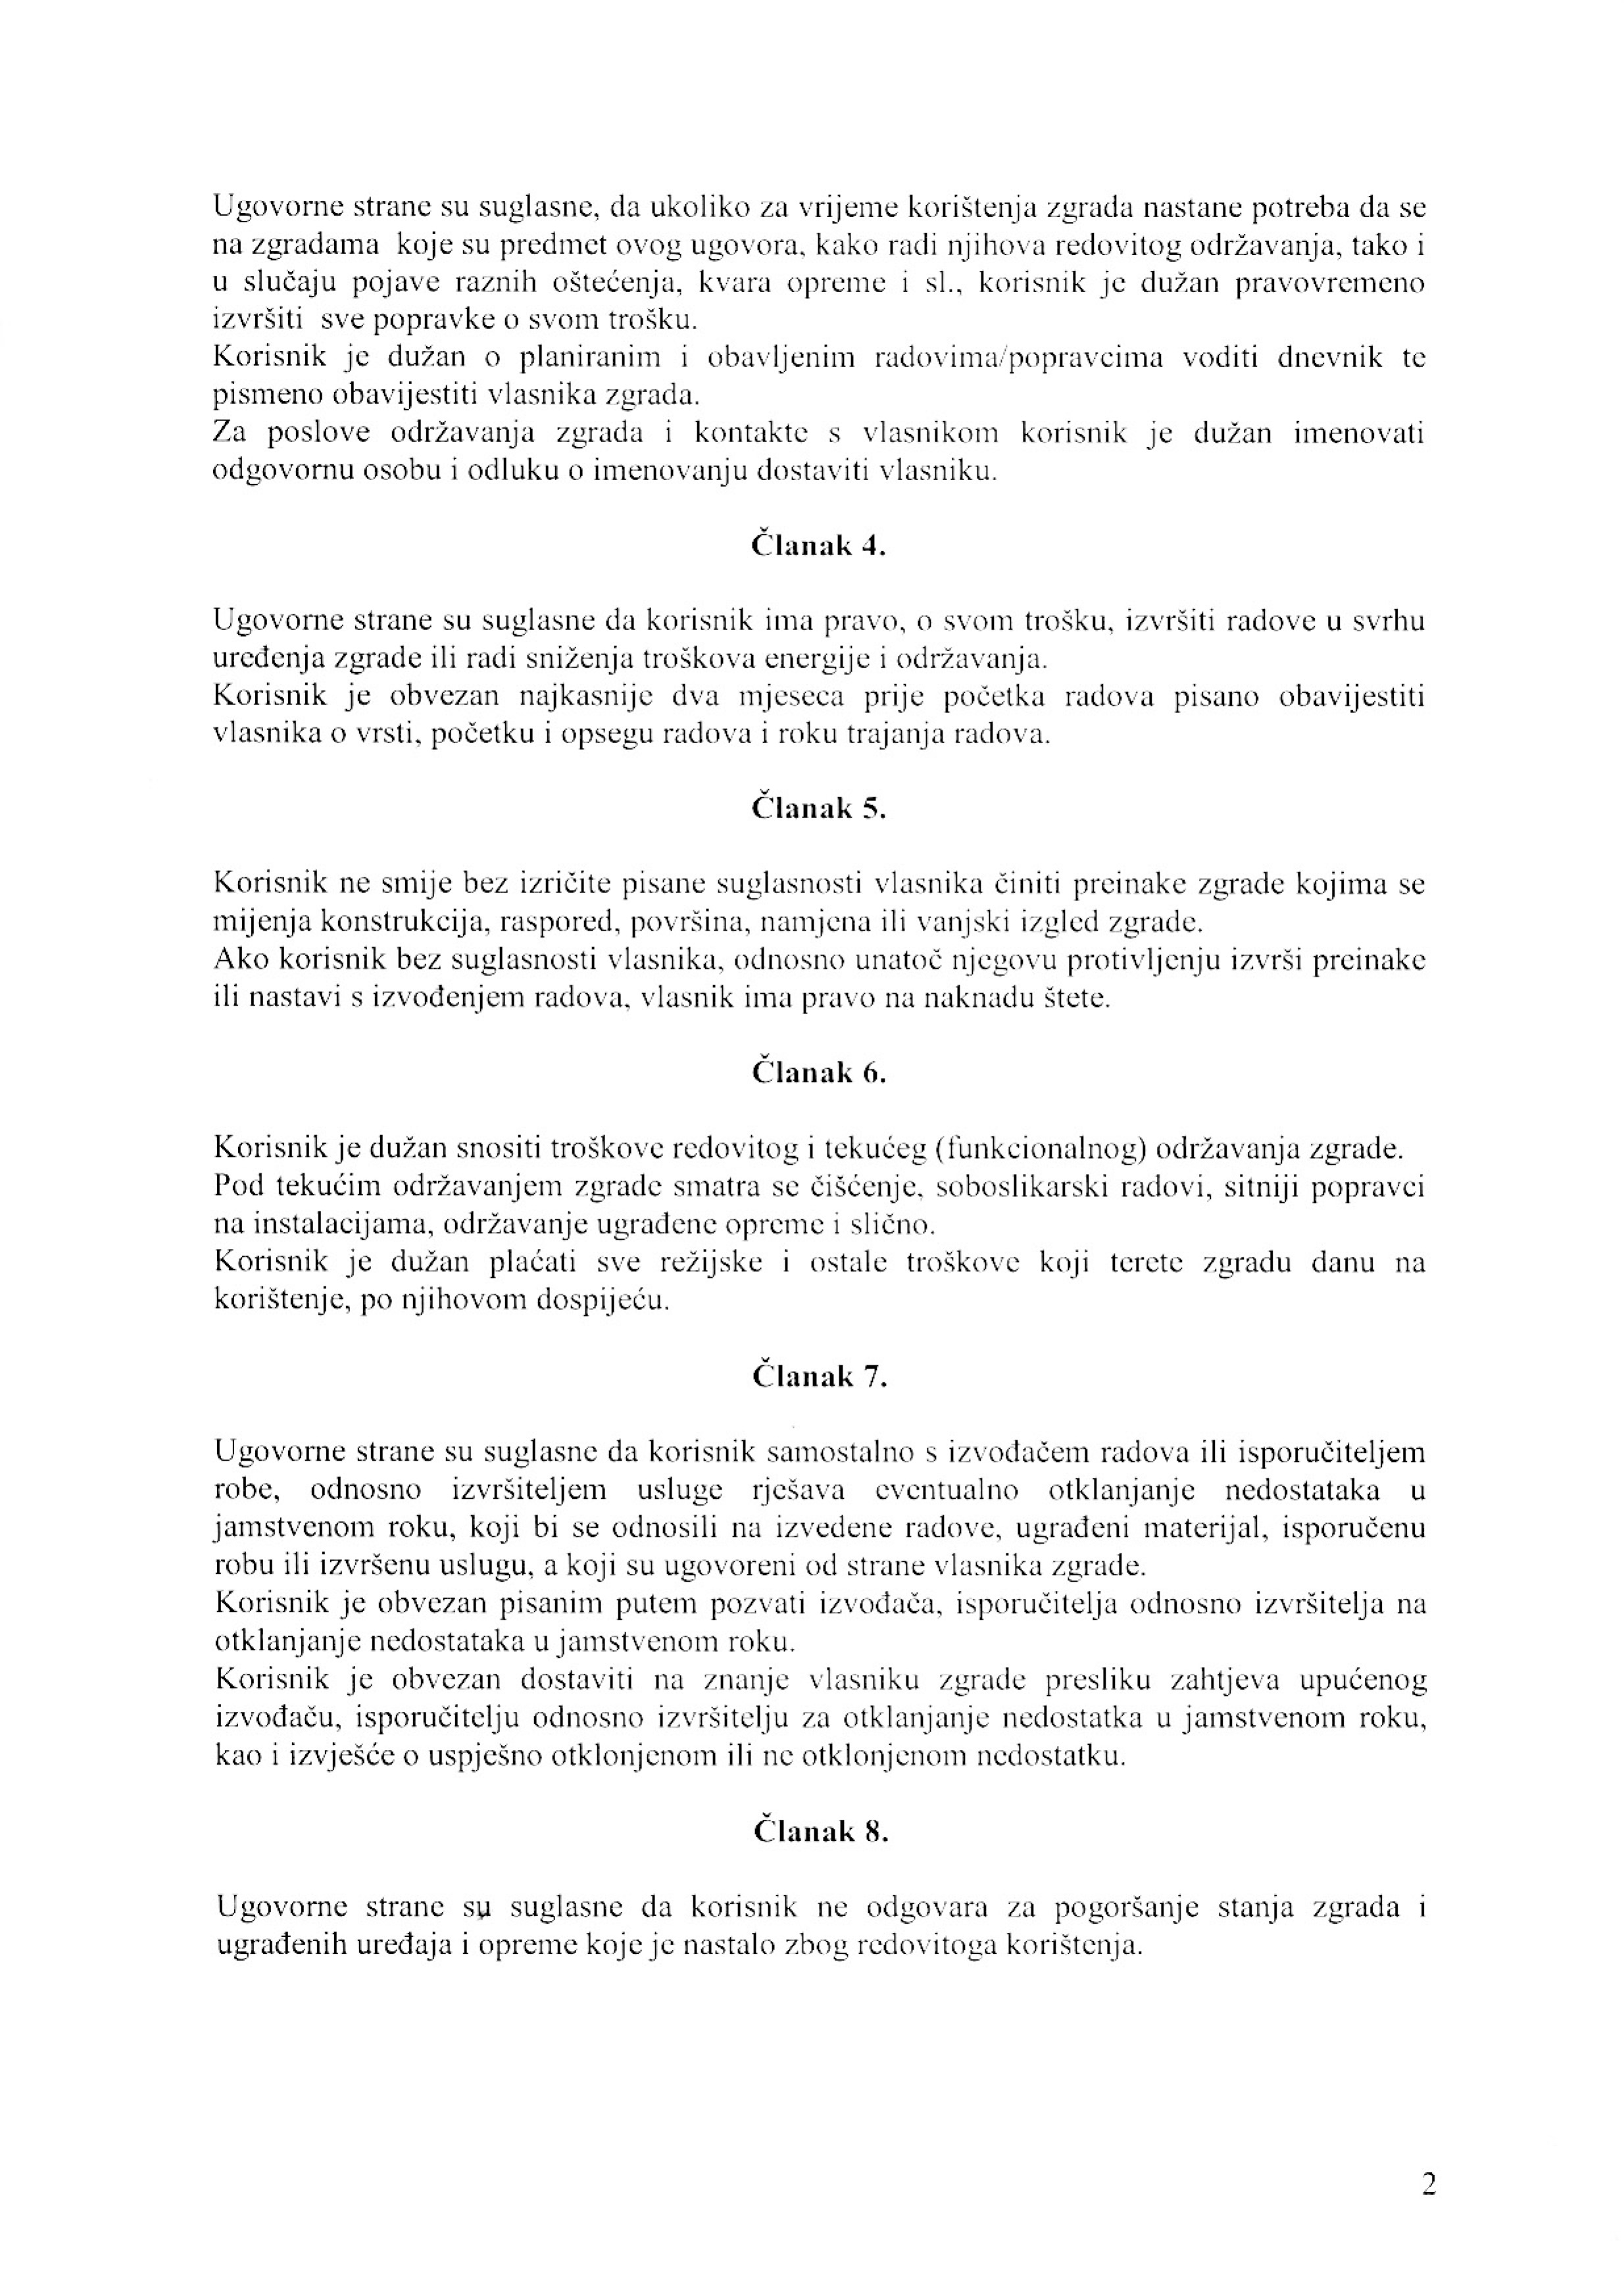 Ugovorne strane su suglasne, da ukoliko za vrijeme korištenja zgrada nastane potreba da se
na zgradama koje su predmet ovog ugovora, kako radi njihova redovitog održavanja, tako i
u slučaju pojave raznih oštećenja, kvara opreme i sl., korisnik je dužan pravovremeno
izvršiti sve popravke o svom trošku.
Korisnik je dužan o planiranim i obavljenim radovima/popravcima voditi dnevnik te
pismeno obavijestiti vlasnika zgrada.
Za poslove održavanja zgrada i kontakte s vlasnikom korisnik je dužan imenovati
odgovornu osobu i odluku o imenovanju dostaviti vlasniku.
Članak 4.
Ugovorne strane su suglasne da korisnik ima pravo, o svom trošku, izvršiti radove u svrhu
uređenja zgrade ili radi sniženja troškova energije i održavanja.
Korisnik je obvezan najkasnije dva mjeseca prije početka radova pisano obavijestiti
vlasnika o vrsti, početku i opsegu radova i roku trajanja radova.
Članak 5.
Korisnik ne smije bez izričite pisane suglasnosti vlasnika činiti preinake zgrade kojima se
mijenja konstrukcija, raspored, površina, namjena ili vanjski izgled zgrade.
Ako korisnik bez suglasnosti vlasnika, odnosno unatoč njegovu protivljenju izvrši preinake
ili nastavi s izvođenjem radova, vlasnik ima pravo na naknadu štete.
Članak 6.
Korisnik je dužan snositi troškove redovitog i tekućeg (funkcionalnog) održavanja zgrade.
Pod tekućim održavanjem zgrade smatra se čišćenje, soboslikarski radovi, sitniji popravci
na instalacijama, održavanje ugrađene opreme i slično.
Korisnik je dužan plaćati sve režijske i ostale troškove koji terete zgradu danu na
korištenje, po njihovom dospijeću.
Članak 7.
Ugovorne strane su suglasne da korisnik samostalno s izvođačem radova ili isporučiteljem
robe, odnosno izvršiteljem usluge rješava eventualno otklanjanje nedostataka u
jamstvenom roku, koji bi se odnosili na izvedene radove, ugrađeni materijal, isporučenu
robu ili izvršenu uslugu, a koji su ugovoreni od strane vlasnika zgrade.
Korisnik je obvezan pisanim putem pozvati izvođača, isporučitelja odnosno izvršitelja na
otklanjanje nedostataka u jamstvenom roku.
Korisnik je obvezan dostaviti na znanje vlasniku zgrade presliku zahtjeva upućenog
izvođaču, isporučitelju odnosno izvršitelju za otklanjanje nedostatka u jamstvenom roku,
kao i izvješće o uspješno otklonjenom ili ne otklonjenom nedostatku.
Članak 8.
Ugovorne strane su suglasne da korisnik ne odgovara za pogoršanje stanja zgrada i
ugrađenih uređaja i opreme koje je nastalo zbog redovitoga korištenja.
2